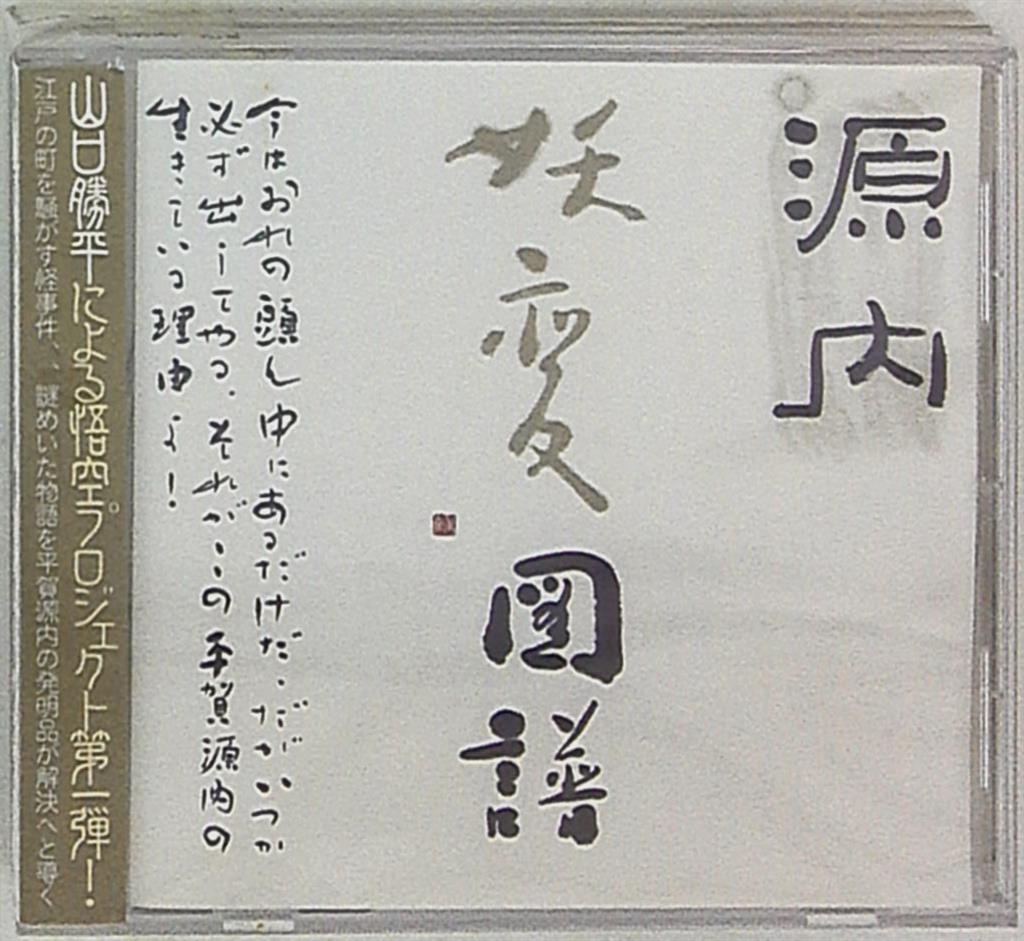 源内
妖変図譜
今はおれの頭ん中にあるだけだ、だがいつか
必ず出してやる。それがこの平賀源内の
生きている理由よ！
山口勝平による悟空プロジェクト第一弾！
江戸の町を騒がす怪事件、、謎めいた物語を平賀源内の発明品が解決へと導く